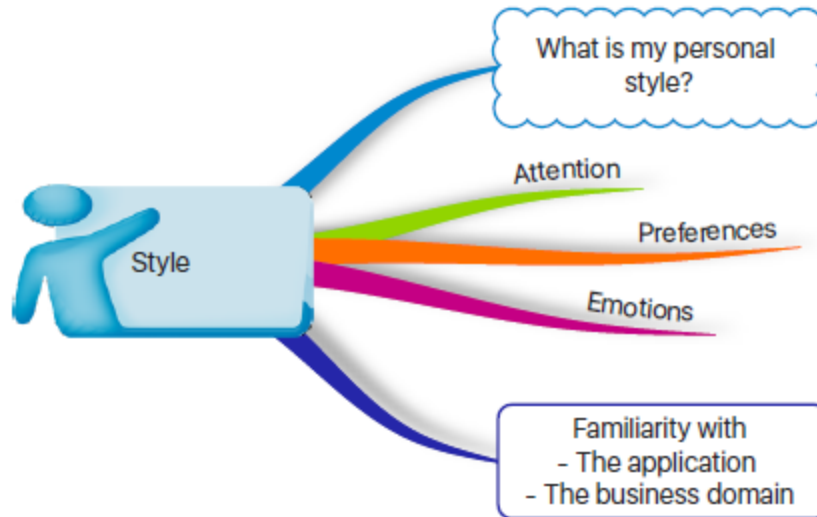 What is my personal
style?
Attention
Preferences
Style
Emotions
Familiarity with
- The application
- The business domain